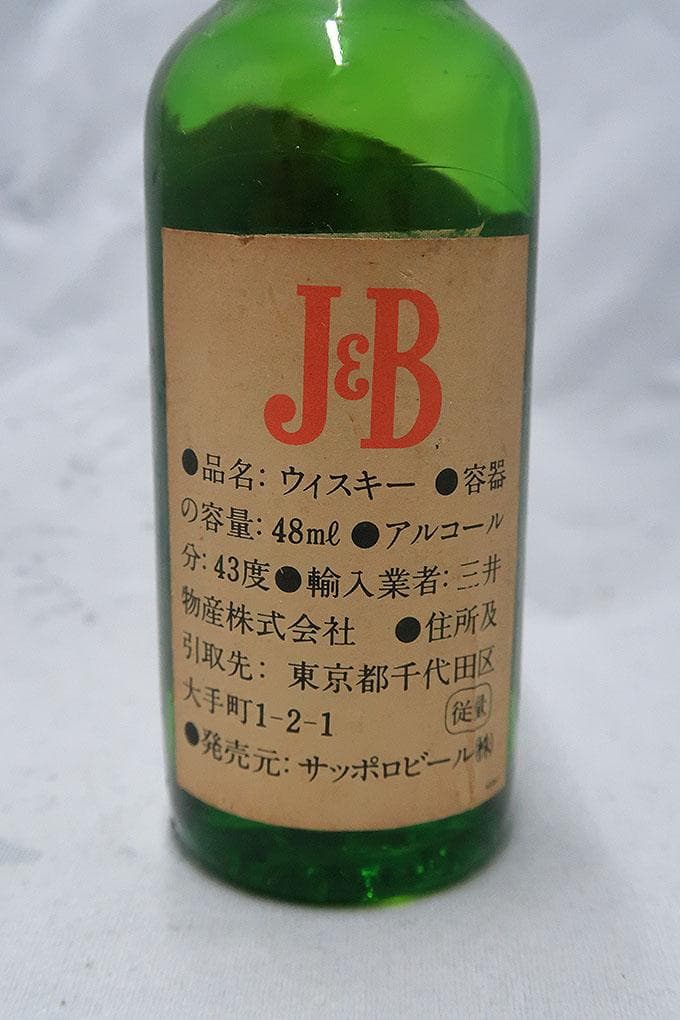 J&B
●品名: ウィスキー ●容器
の容量: 48mℓ ●アルコール
分: 43度●輸入業者: 三井
物産株式会社 ●住所及
引取先: 東京都千代田区
大手町1-2-1 従量
●発売元: サッポロビール㈱